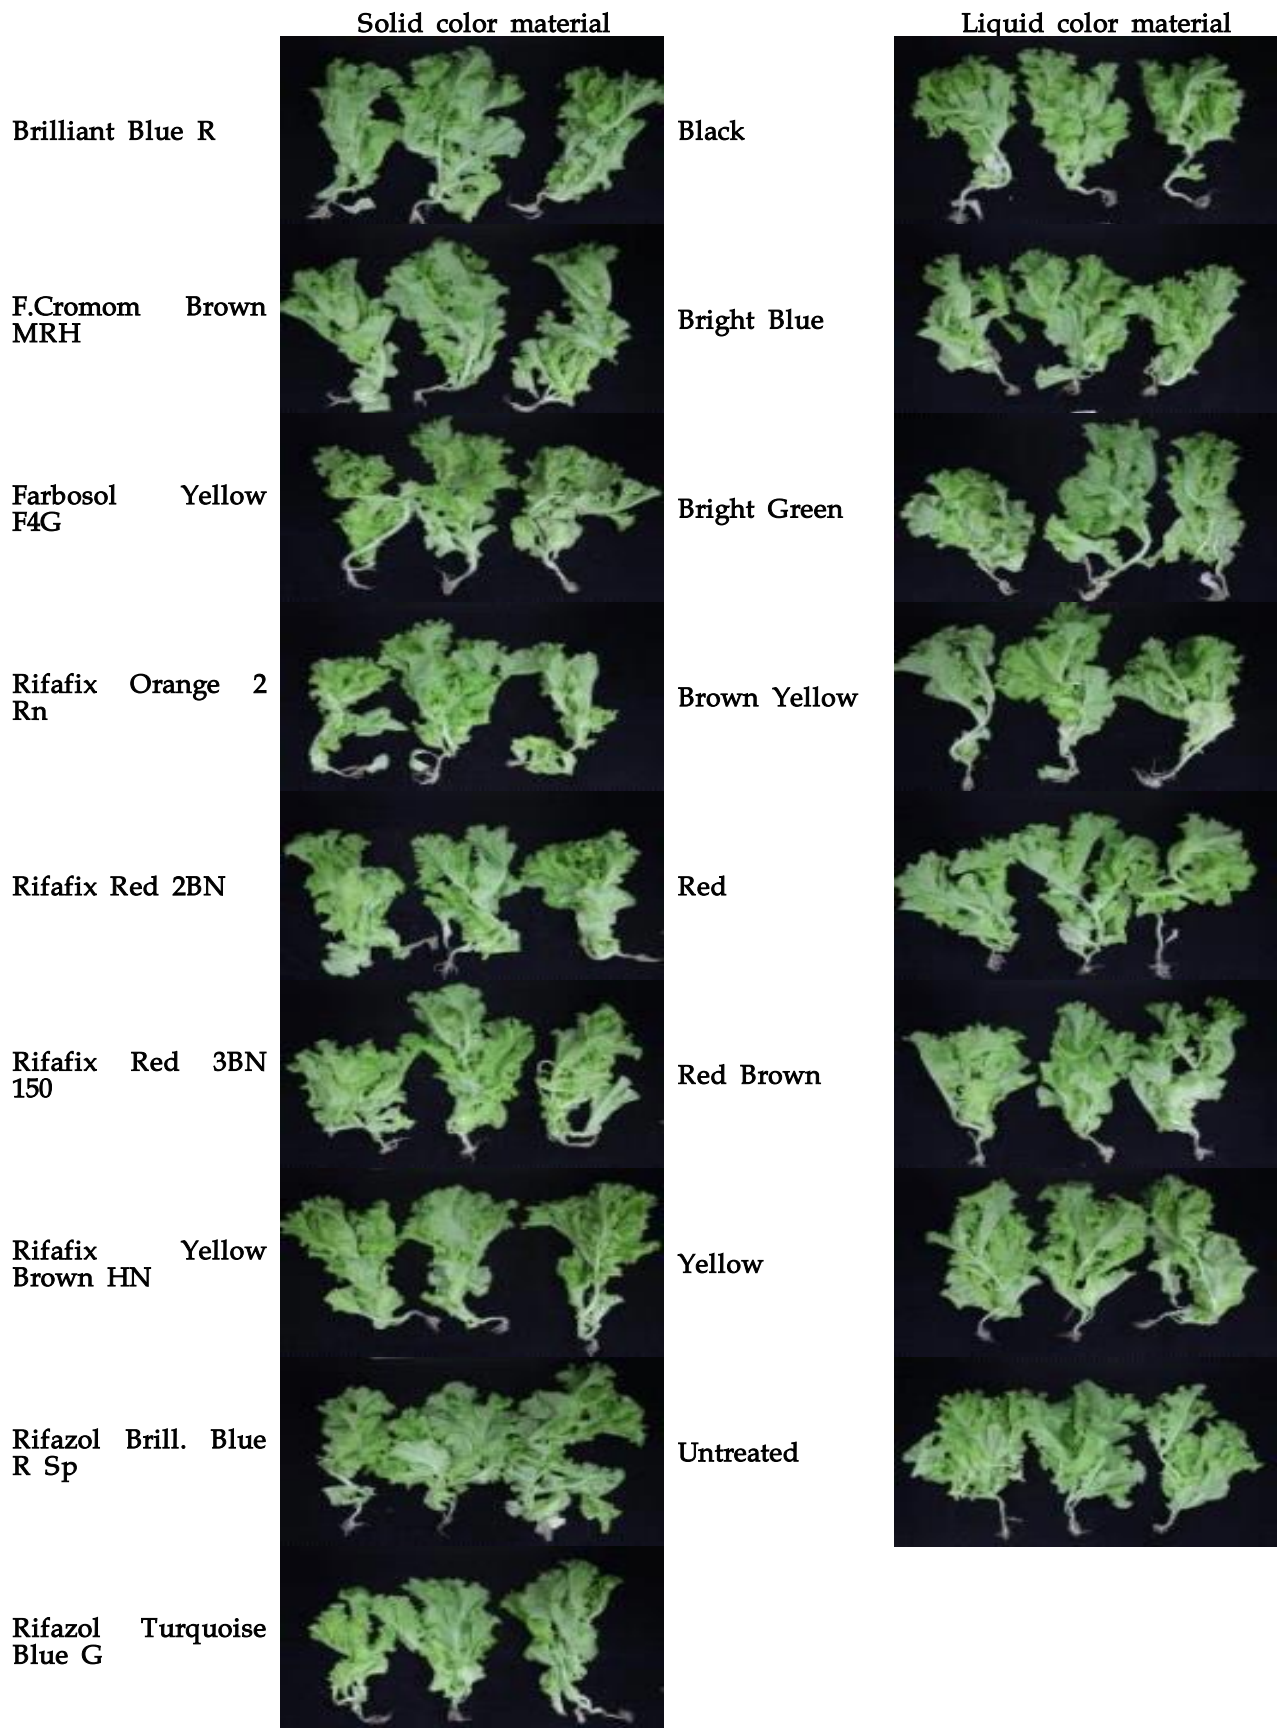 Solid color material
Liquid color material
Brilliant Blue R
Black
F.Cromom Brown
MRH
Bright Blue
Farbosol Yellow
F4G
Bright Green
Rifafix Orange 2
Rn
Brown Yellow
Rifafix Red 2BN
Red
Rifafix Red 3BN
150
Red Brown
Rifafix Yellow
Brown HN
Yellow
Rifazol Brill. Blue
R Sp
Untreated
Rifazol Turquoise
Blue G